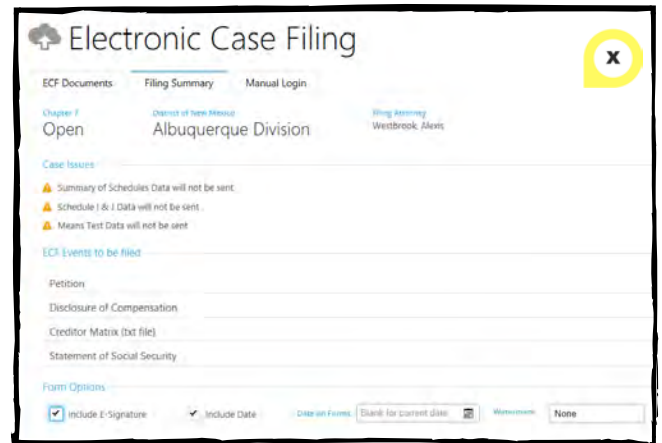 Electronic Case Filing
X
ECF Documents Filing Summary Manual Login
Chapter 7 District of New Mexico Filing Attorney
Open Albuquerque Division Westbrook, Alexis
Case Issues
Summary of Schedules Data will not be sent
Schedule I & J Data will not be sent
Means Test Data will not be sent
ECF Events to be filed
Petition
Disclosure of Compensation
Creditor Matrix (txt file)
Statement of Social Security
Form Options
Include E-Signature Include Date Date on Forms Blank for current date Watermark None